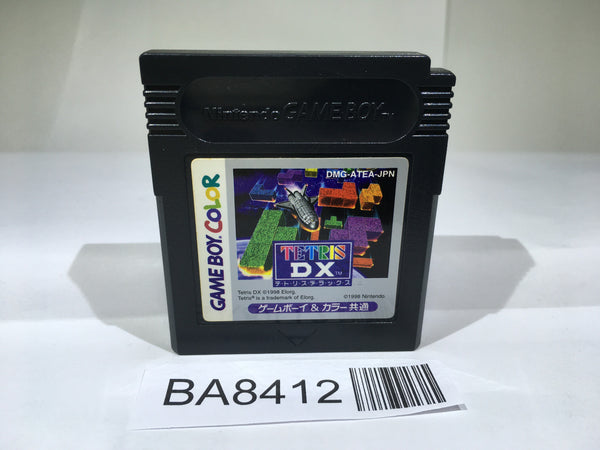 Nintendo GAME BOY TM
DMG-ATEA-JPN
GAME BOY COLOR
TETRIS
DX TM
テトリスデラックス
Tetris DX ©1998 Elorg.
Tetris® is a trademark of Elorg.
©1998 Nintendo
ゲームボーイ & カラー 共通
BA8412